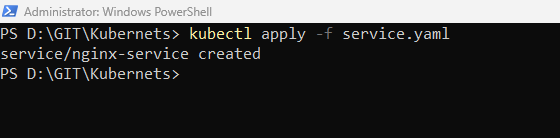 Administrator: Windows PowerShell
PS D:\GIT\Kubernets> kubectl apply -f service.yaml
service/nginx-service created
PS D:\GIT\Kubernets>